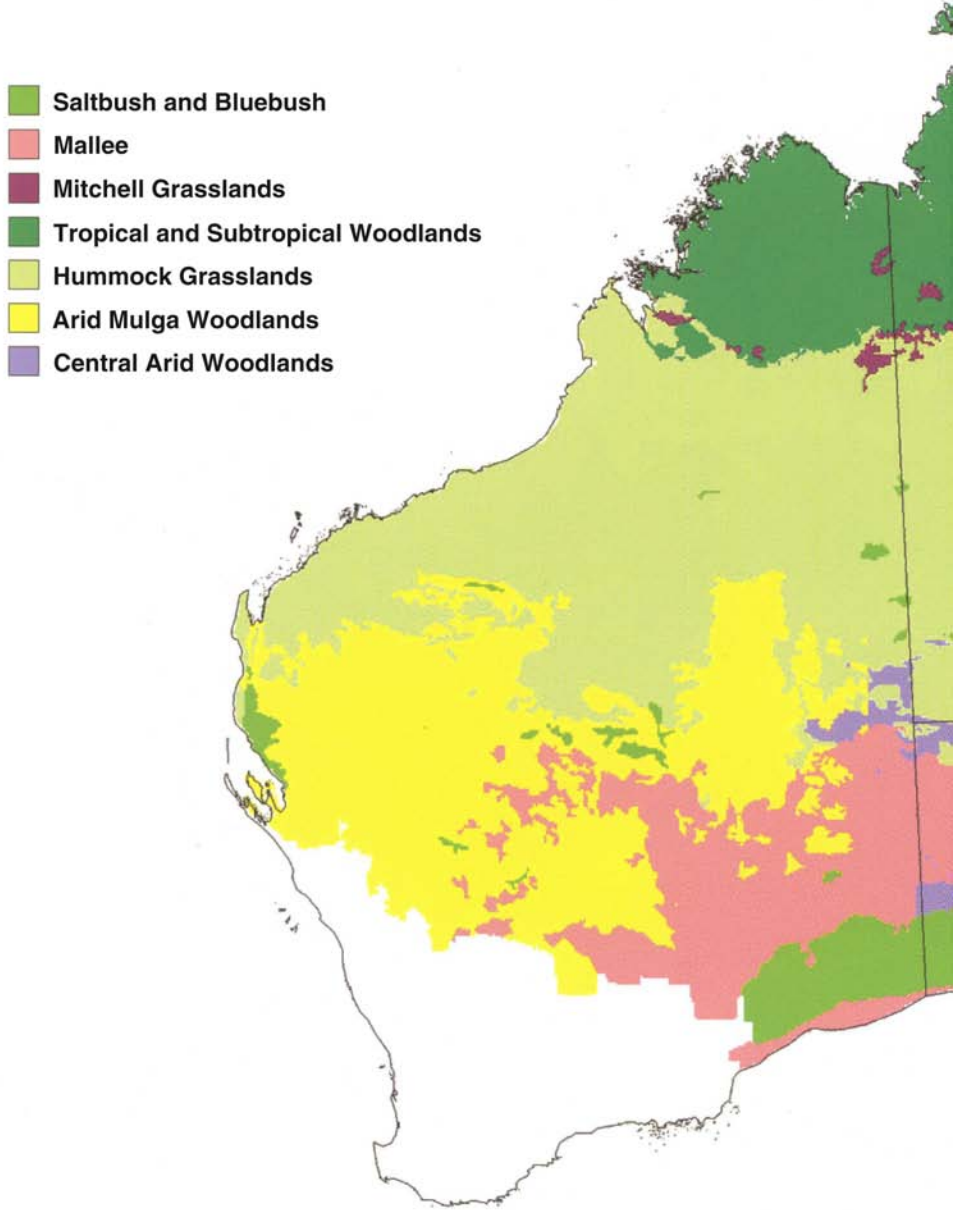 Saltbush and Bluebush
Mallee
Mitchell Grasslands
Tropical and Subtropical Woodlands
Hummock Grasslands
Arid Mulga Woodlands
Central Arid Woodlands